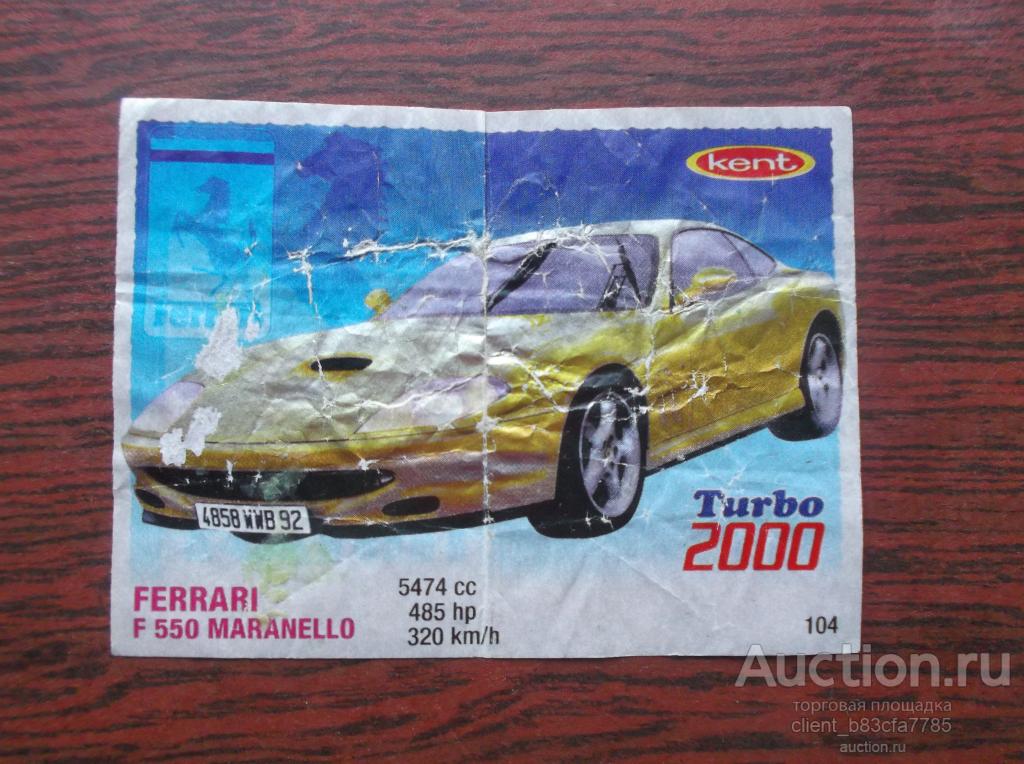 kent
4858 WWB 92
Turbo
2000
FERRARI
F 550 MARANELLO
5474 cc
485 hp
320 km/h
104
Auction.ru
торговая площадка
client_b83cfa7785
auction.ru